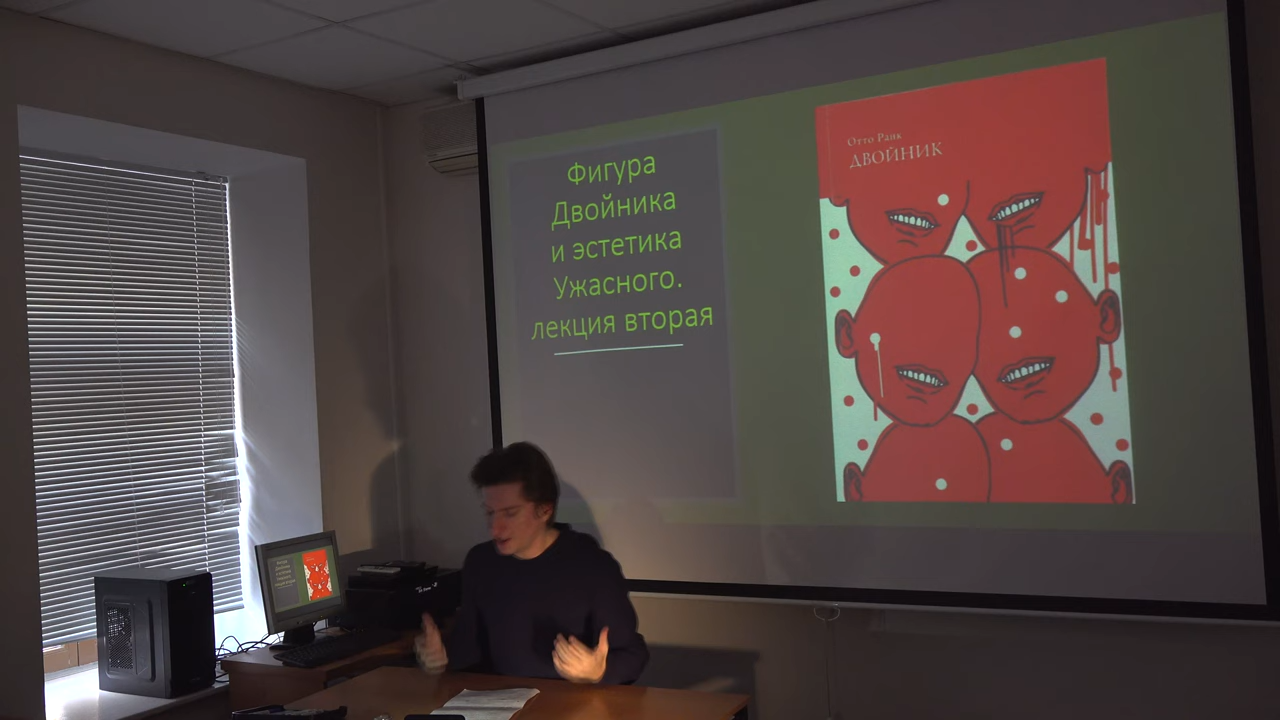 Фигура
Двойника
и эстетика
Ужасного.
лекция вторая
Отто Ранк
ДВОЙНИК